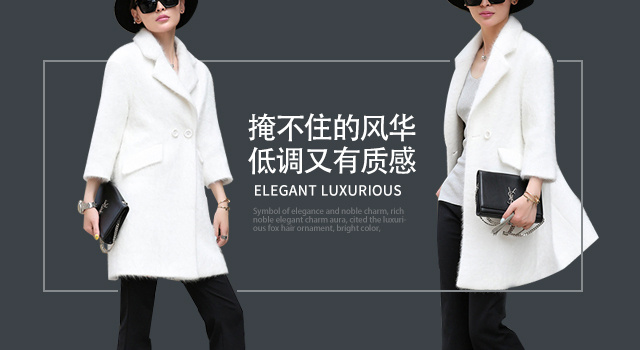 掩不住的风华
低调又有质感
ELEGANT LUXURIOUS
Symbol of elegance and noble charm, rich
noble elegant charm aura, cited the luxuri-
ous fox hair ornament, bright color,